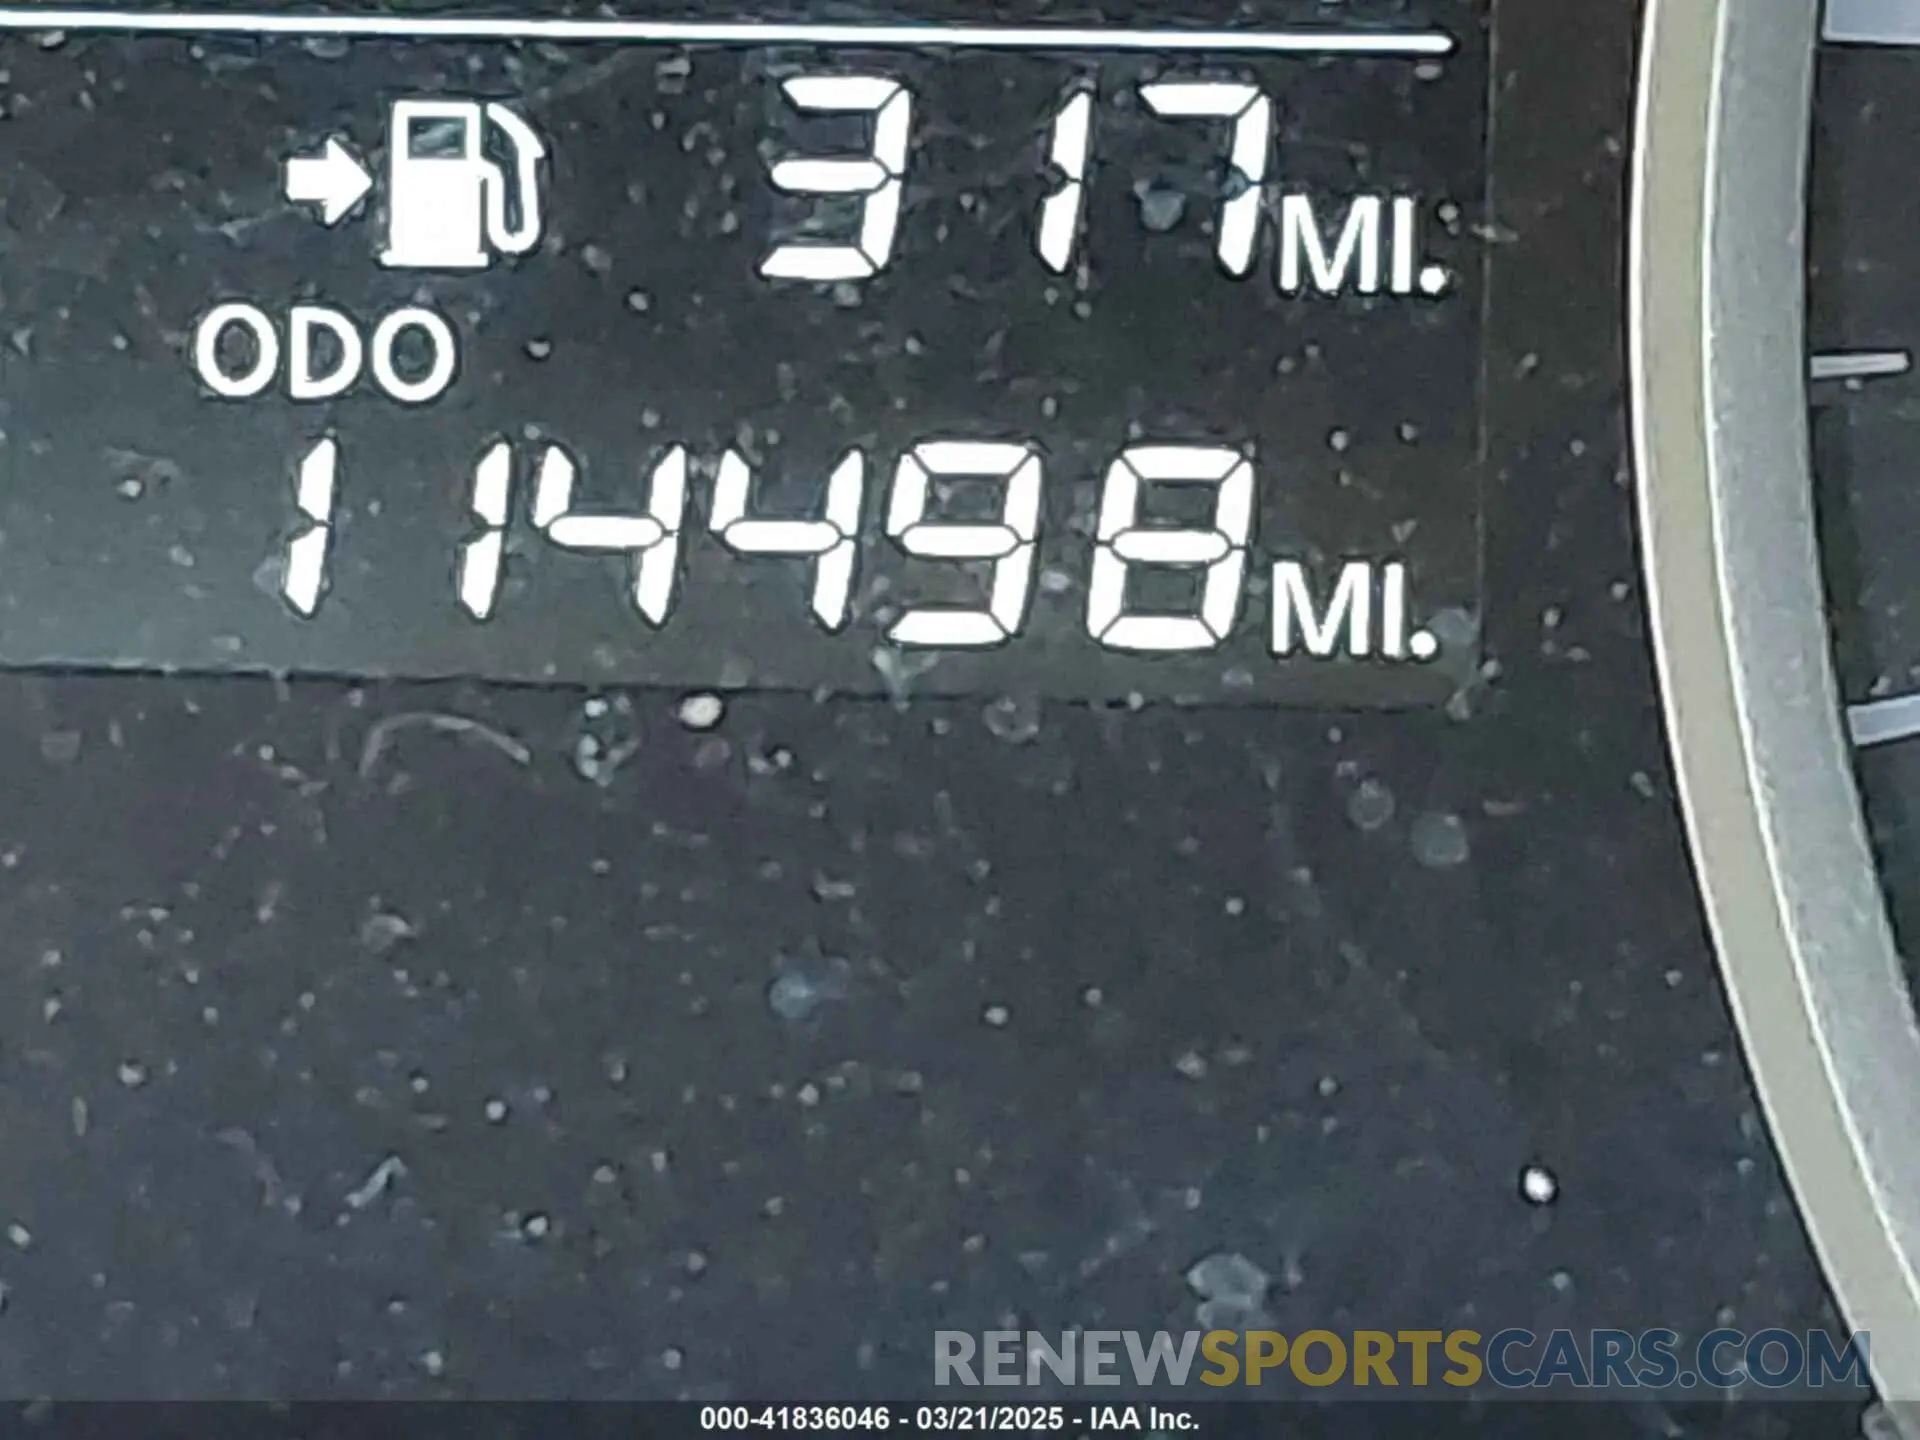 317 MI.
ODO
114498 MI.
RENEWSPORTSCARS.COM
000-41836046 - 03/21/2025 - IAA Inc.